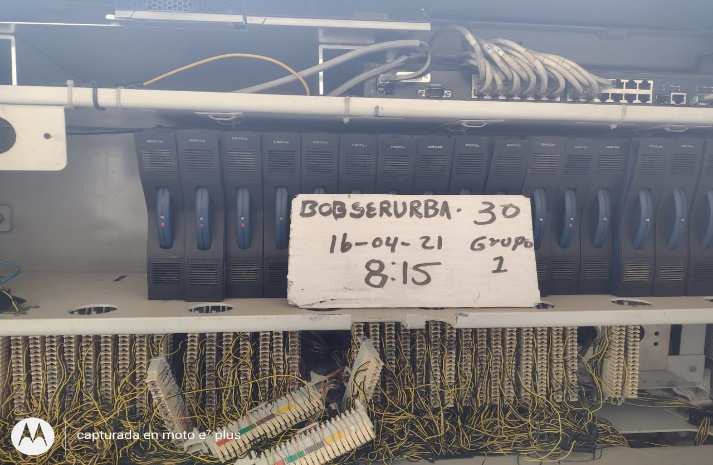 BOBSERURBA. 30
16-04-21 Grupo
8:15 1
capturada en moto e⁷ plus